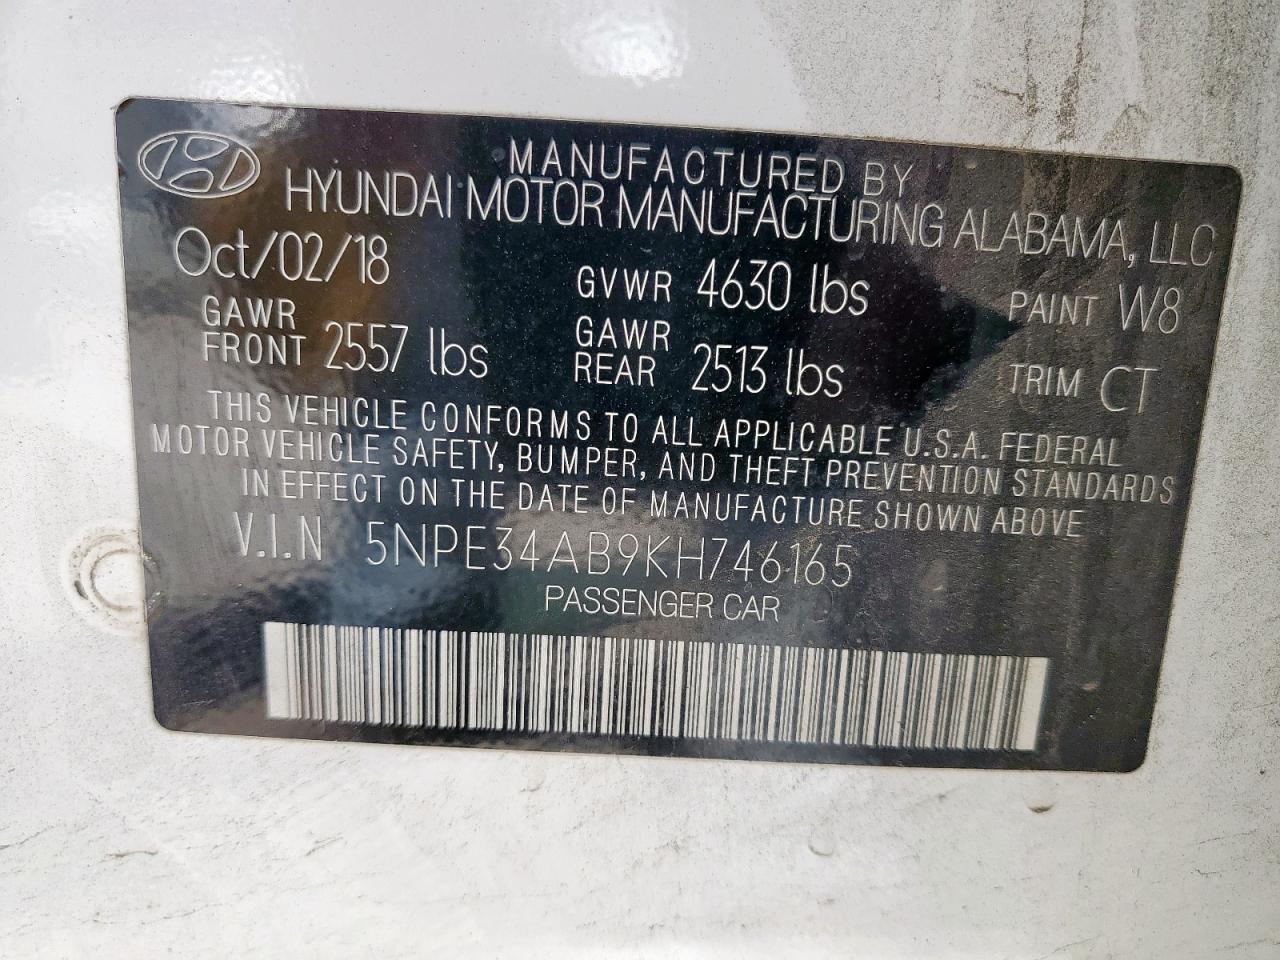 MANUFACTURED BY
HYUNDAI MOTOR MANUFACTURING ALABAMA, LLC
Oct/02/18 GVWR 4630 lbs PAINT W8
GAWR FRONT 2557 lbs GAWR REAR 2513 lbs TRIM CT
THIS VEHICLE CONFORMS TO ALL APPLICABLE U.S.A. FEDERAL
MOTOR VEHICLE SAFETY, BUMPER, AND THEFT PREVENTION STANDARDS
IN EFFECT ON THE DATE OF MANUFACTURE SHOWN ABOVE
V.I.N 5NPE34AB9KH746165
PASSENGER CAR